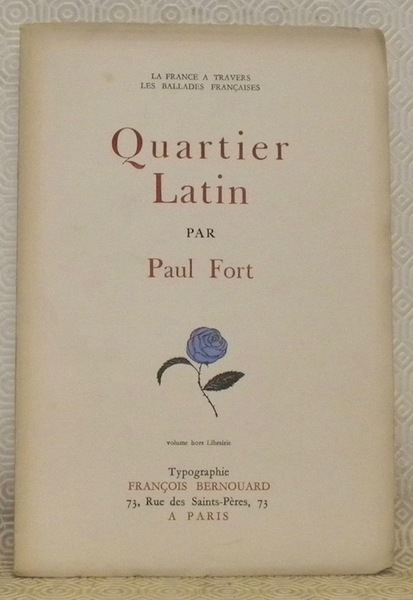 LA FRANCE A TRAVERS
LES BALLADES FRANÇAISES
Quartier
Latin
PAR
Paul Fort
volume hors Librairie
Typographie
FRANÇOIS BERNOUARD
73, Rue des Saints-Pères, 73
A PARIS